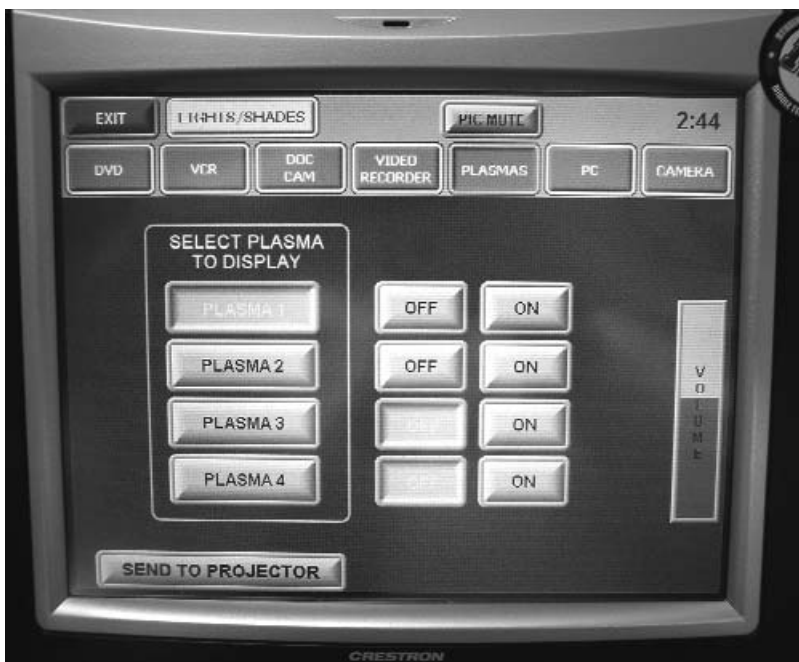 EXIT
LIGHTS/SHADES
PIC MUTE
2:44
DVD
VCR
DOC
CAM
VIDEO
RECORDER
PLASMAS
PC
CAMERA
SELECT PLASMA
TO DISPLAY
PLASMA 1
OFF
ON
PLASMA 2
OFF
ON
PLASMA 3
ON
PLASMA 4
ON
VOLUME
SEND TO PROJECTOR
CRESTRON